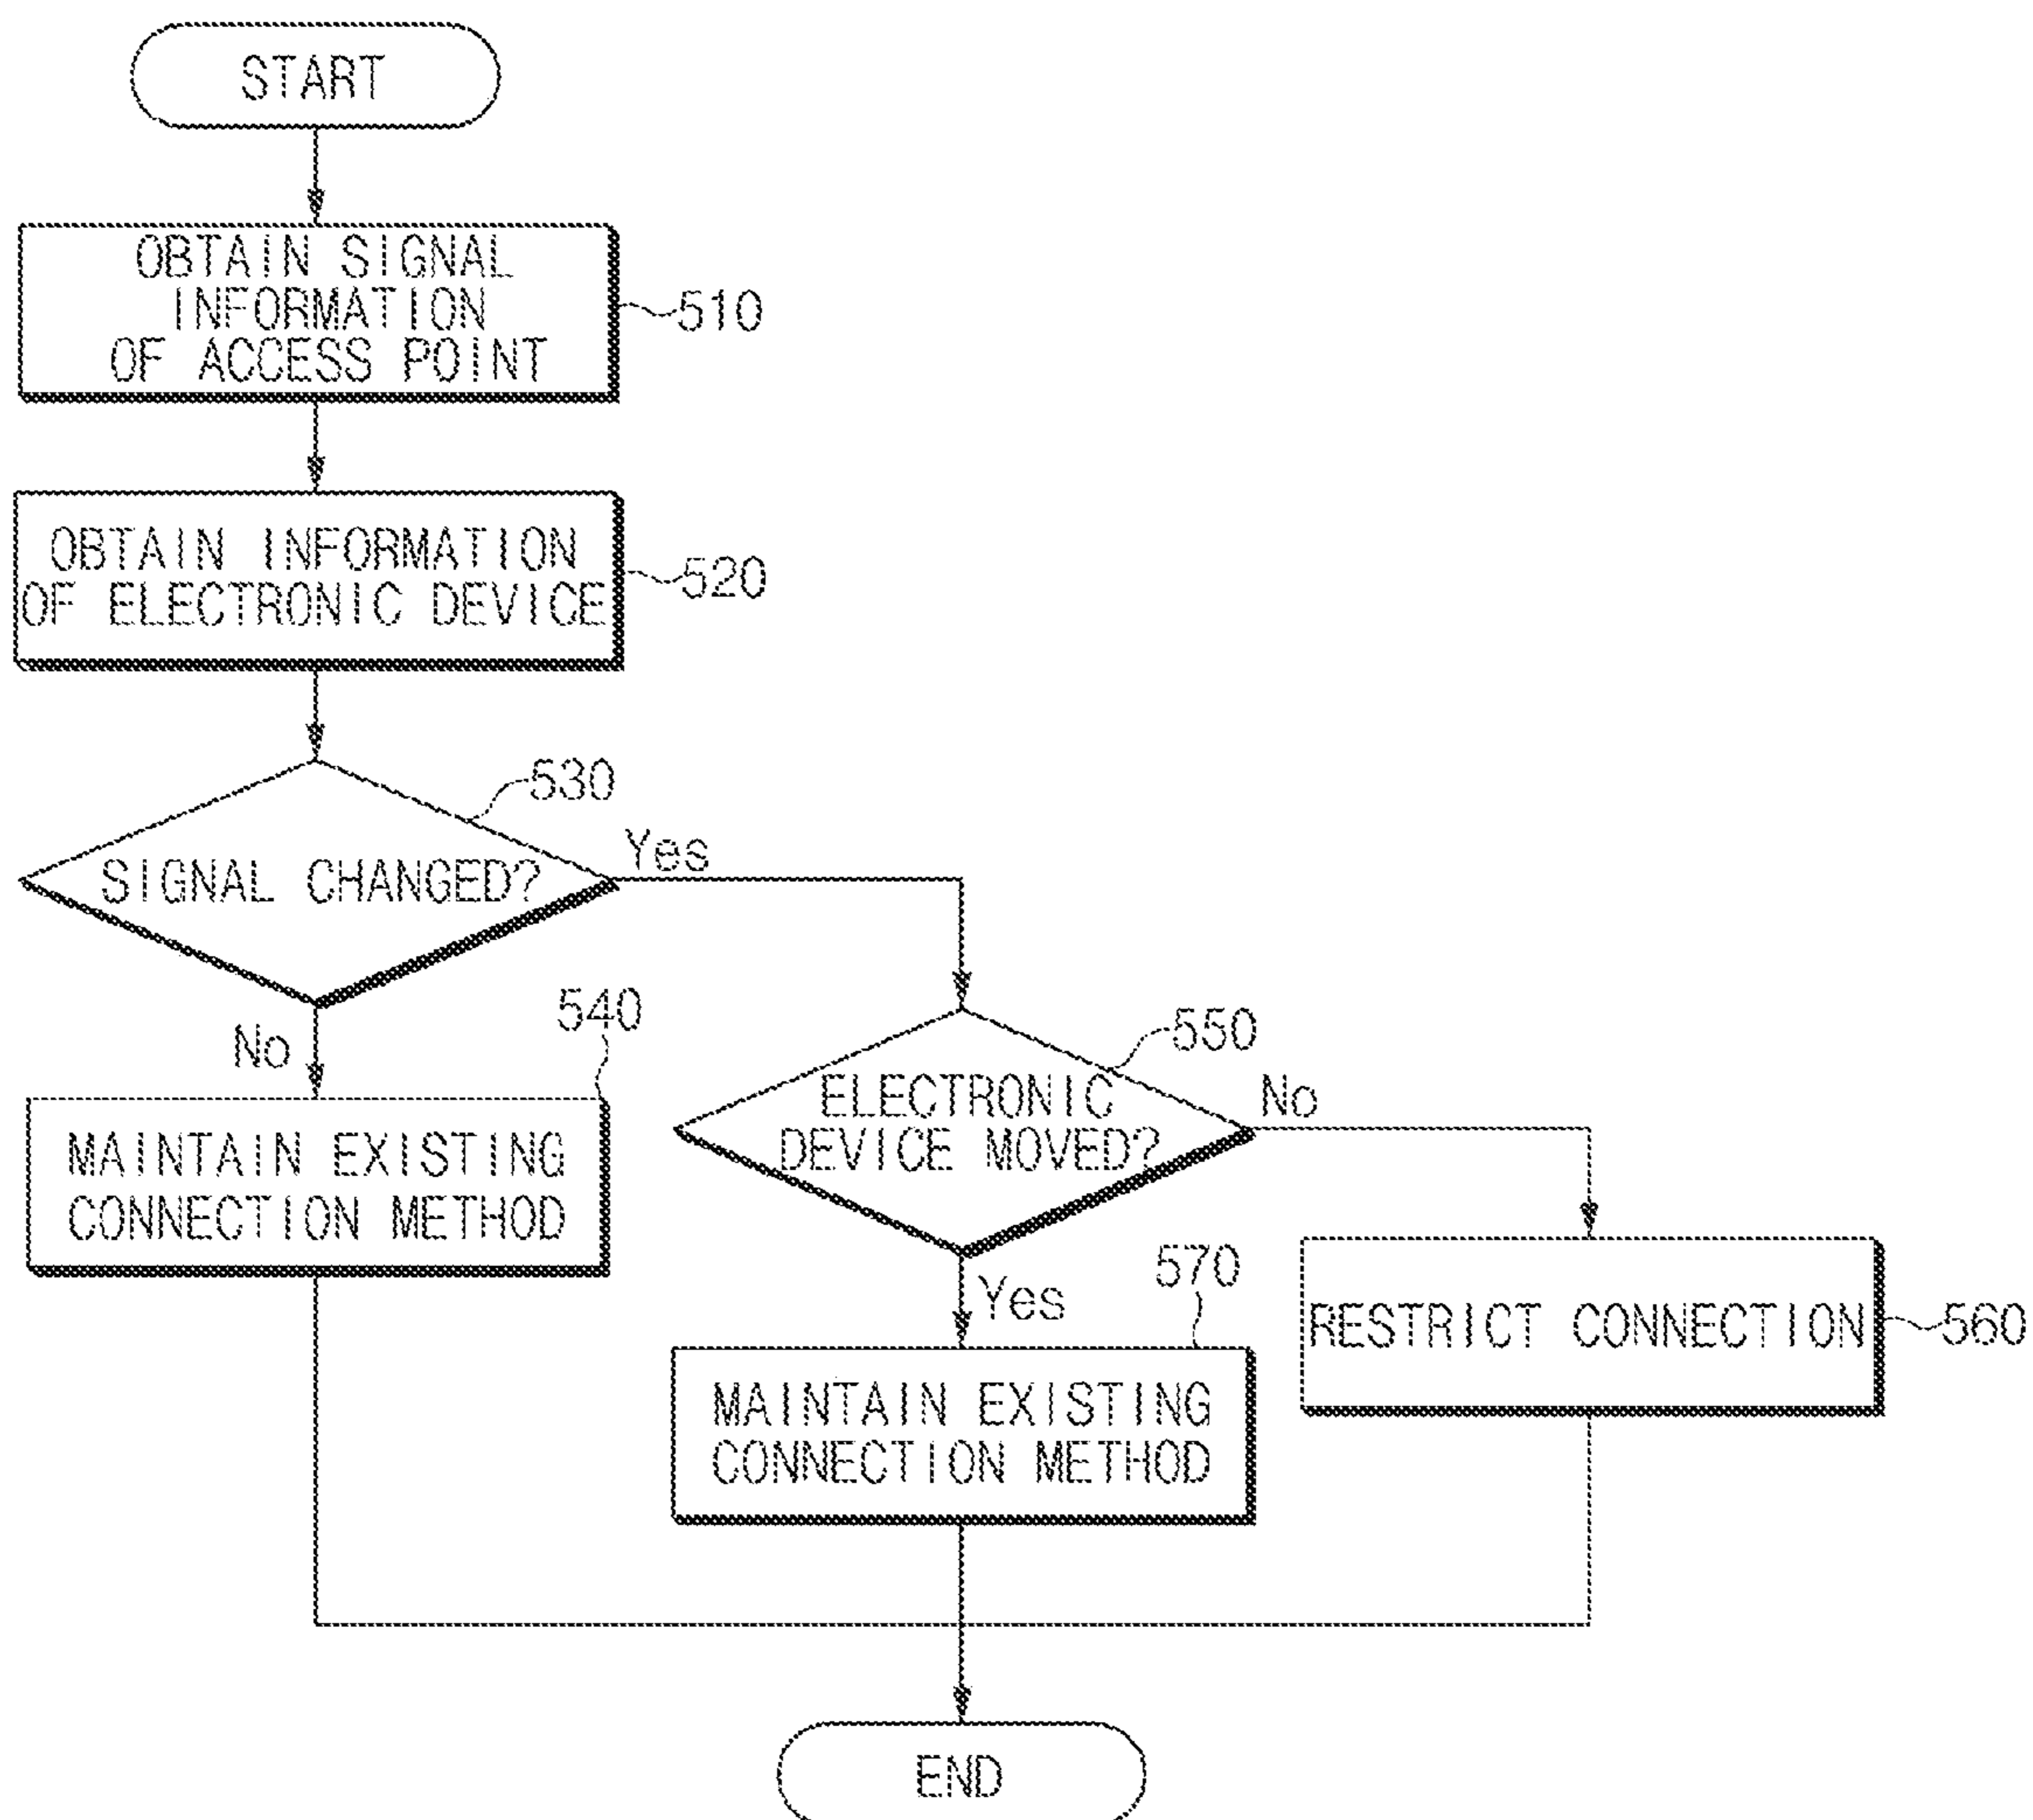 START
OBTAIN SIGNAL
INFORMATION
OF ACCESS POINT
510
OBTAIN INFORMATION
OF ELECTRONIC DEVICE
520
530
SIGNAL CHANGED?
Yes
No
540
MAINTAIN EXISTING
CONNECTION METHOD
550
ELECTRONIC
DEVICE MOVED?
No
Yes
570
MAINTAIN EXISTING
CONNECTION METHOD
RESTRICT CONNECTION
560
END